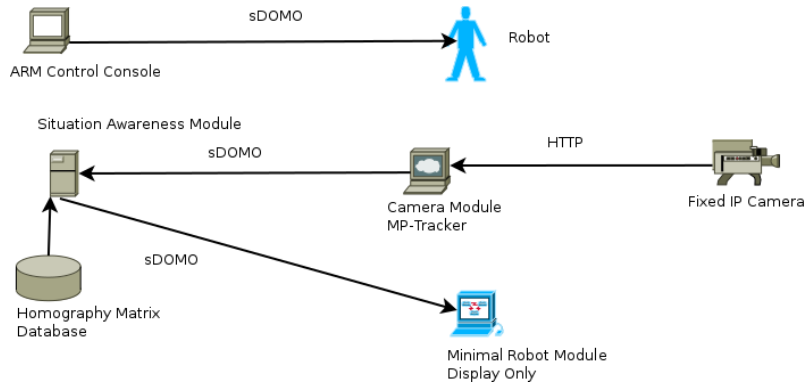 sDOMO
Robot
ARM Control Console
Situation Awareness Module
sDOMO
HTTP
Camera Module
MP-Tracker
Fixed IP Camera
sDOMO
Homography Matrix
Database
Minimal Robot Module
Display Only